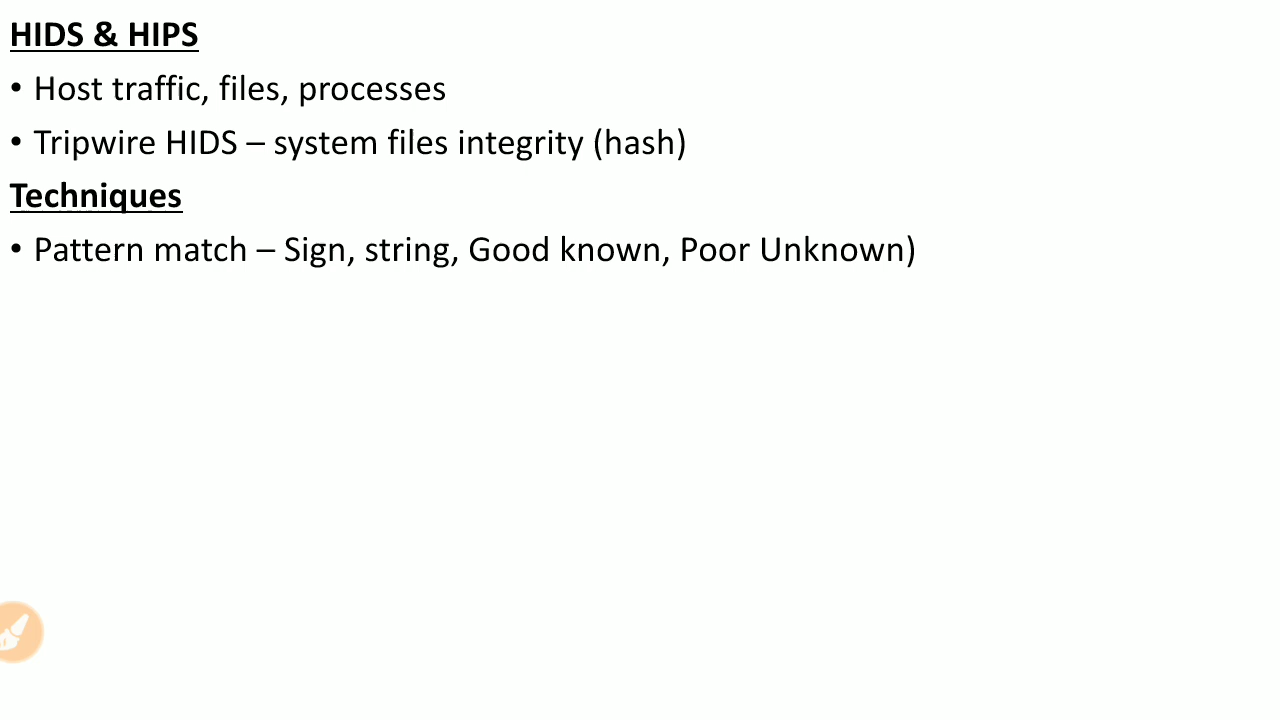 HIDS & HIPS
• Host traffic, files, processes
• Tripwire HIDS – system files integrity (hash)
Techniques
• Pattern match – Sign, string, Good known, Poor Unknown)